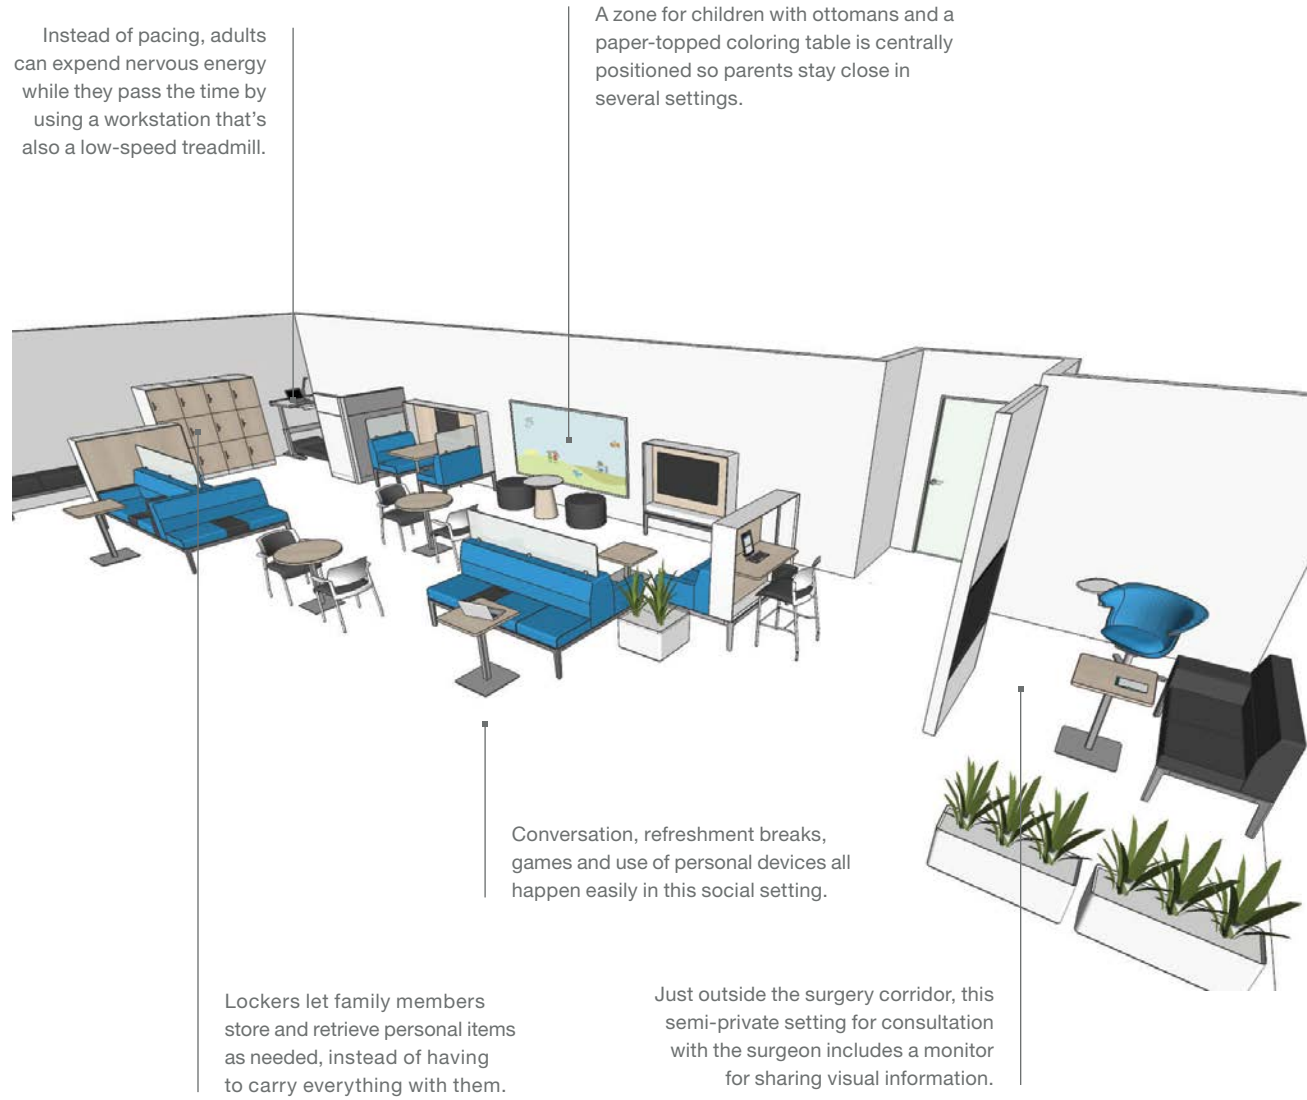 Instead of pacing, adults
can expend nervous energy
while they pass the time by
using a workstation that’s
also a low-speed treadmill.
A zone for children with ottomans and a
paper-topped coloring table is centrally
positioned so parents stay close in
several settings.
Conversation, refreshment breaks,
games and use of personal devices all
happen easily in this social setting.
Lockers let family members
store and retrieve personal items
as needed, instead of having
to carry everything with them.
Just outside the surgery corridor, this
semi-private setting for consultation
with the surgeon includes a monitor
for sharing visual information.